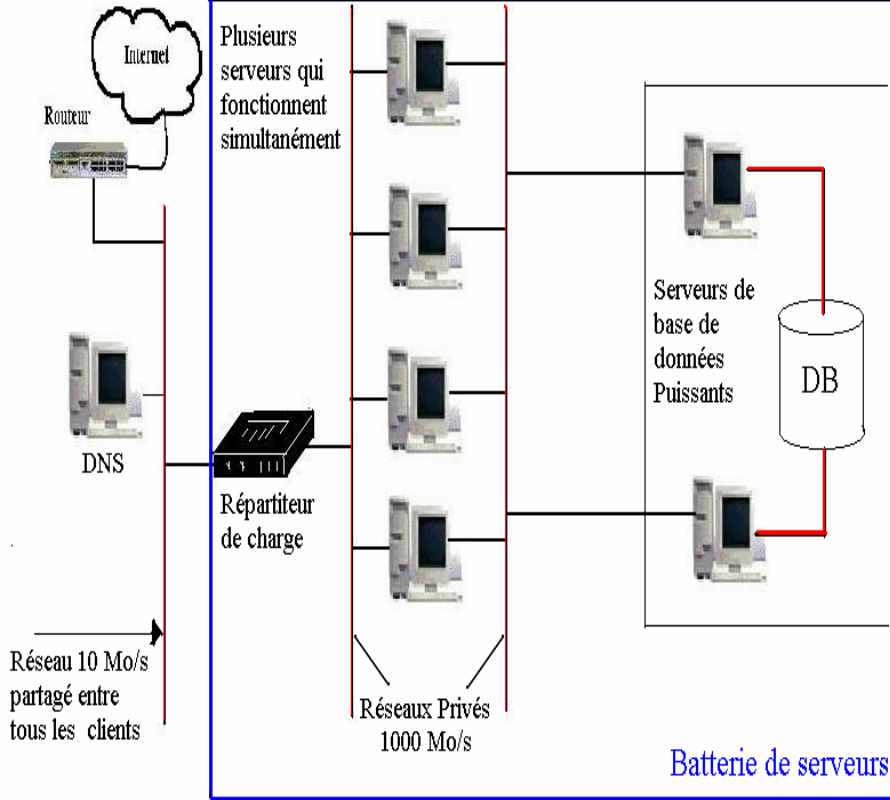 Internet
Routeur
Plusieurs
serveurs qui
fonctionnent
simultanément
DNS
Répartiteur
de charge
Serveurs de
base de
données
Puissants
DB
Réseau 10 Mo/s
partagé entre
tous les clients
Réseaux Privés
1000 Mo/s
Batterie de serveurs